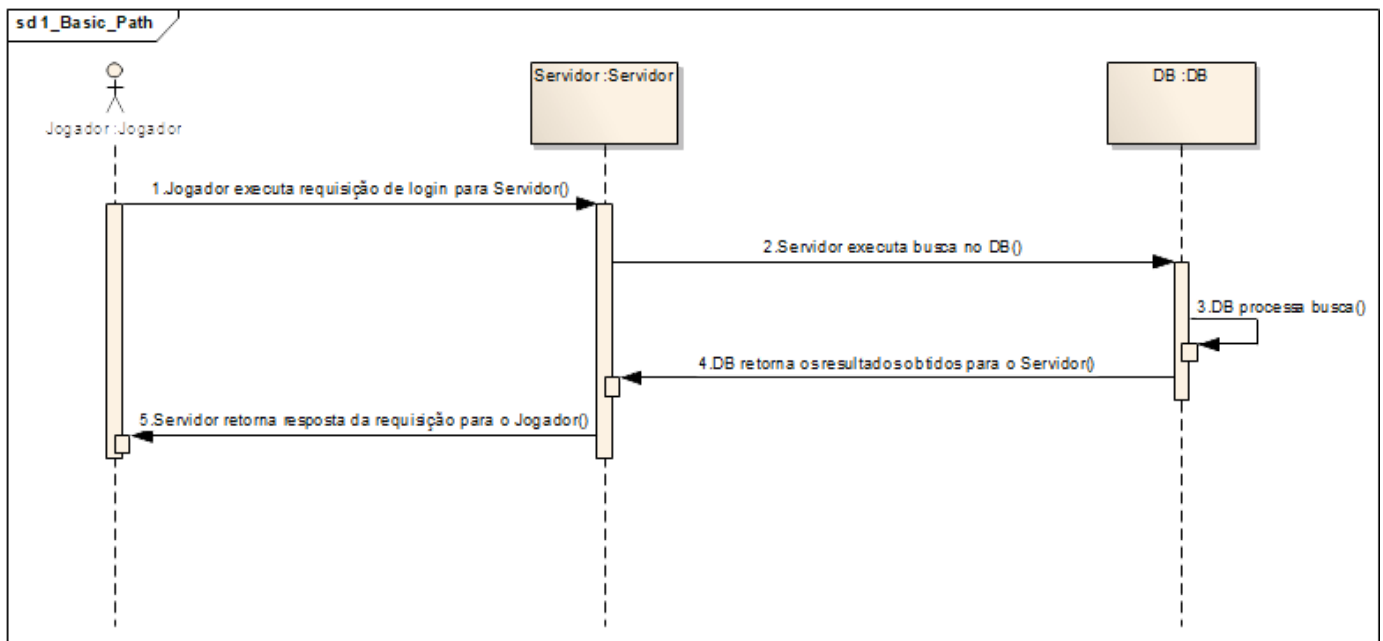 sd 1_Basic_Path
Jogador :Jogador
Servidor :Servidor
DB :DB
1.Jogador executa requisição de login para Servidor()
2.Servidor executa busca no DB()
3.DB processa busca()
4.DB retorna os resultados obtidos para o Servidor()
5.Servidor retorna resposta da requisição para o Jogador()